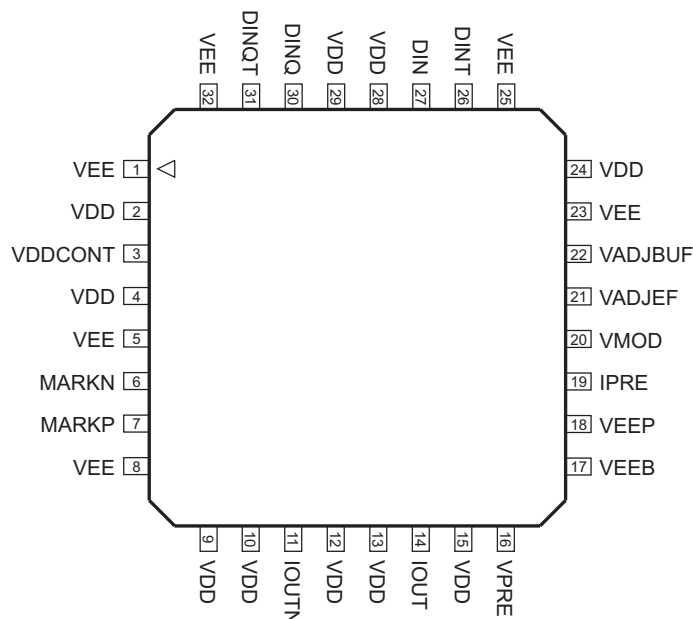 VEE
DINQT
DINQ
VDD
VDD
DIN
DINT
VEE
32
31
30
29
28
27
26
25
VEE 1
VDD 2
VDDCONT 3
VDD 4
VEE 5
MARKN 6
MARKP 7
VEE 8
24 VDD
23 VEE
22 VADJBUF
21 VADJEF
20 VMOD
19 IPRE
18 VEEP
17 VEEB
9
10
11
12
13
14
15
16
VDD
VDD
IOUTN
VDD
VDD
IOUT
VDD
VPRE